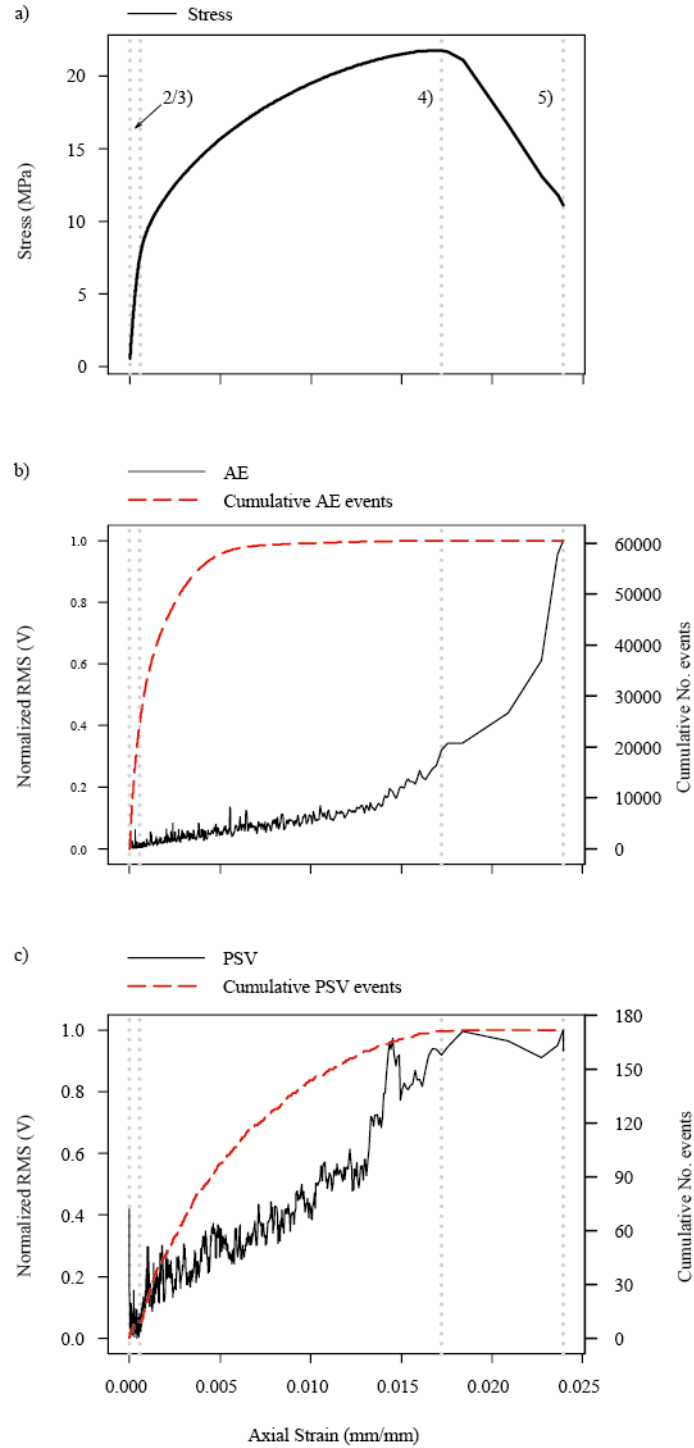 a)
Stress
20
15
10
5
0
Stress (MPa)
2/3)
4)
5)
b)
AE
Cumulative AE events
1.0
0.8
0.6
0.4
0.2
0.0
Normalized RMS (V)
60000
50000
40000
30000
20000
10000
0
Cumulative No. events
c)
PSV
Cumulative PSV events
1.0
0.8
0.6
0.4
0.2
0.0
Normalized RMS (V)
180
150
120
90
60
30
0
Cumulative No. events
0.000 0.005 0.010 0.015 0.020 0.025
Axial Strain (mm/mm)